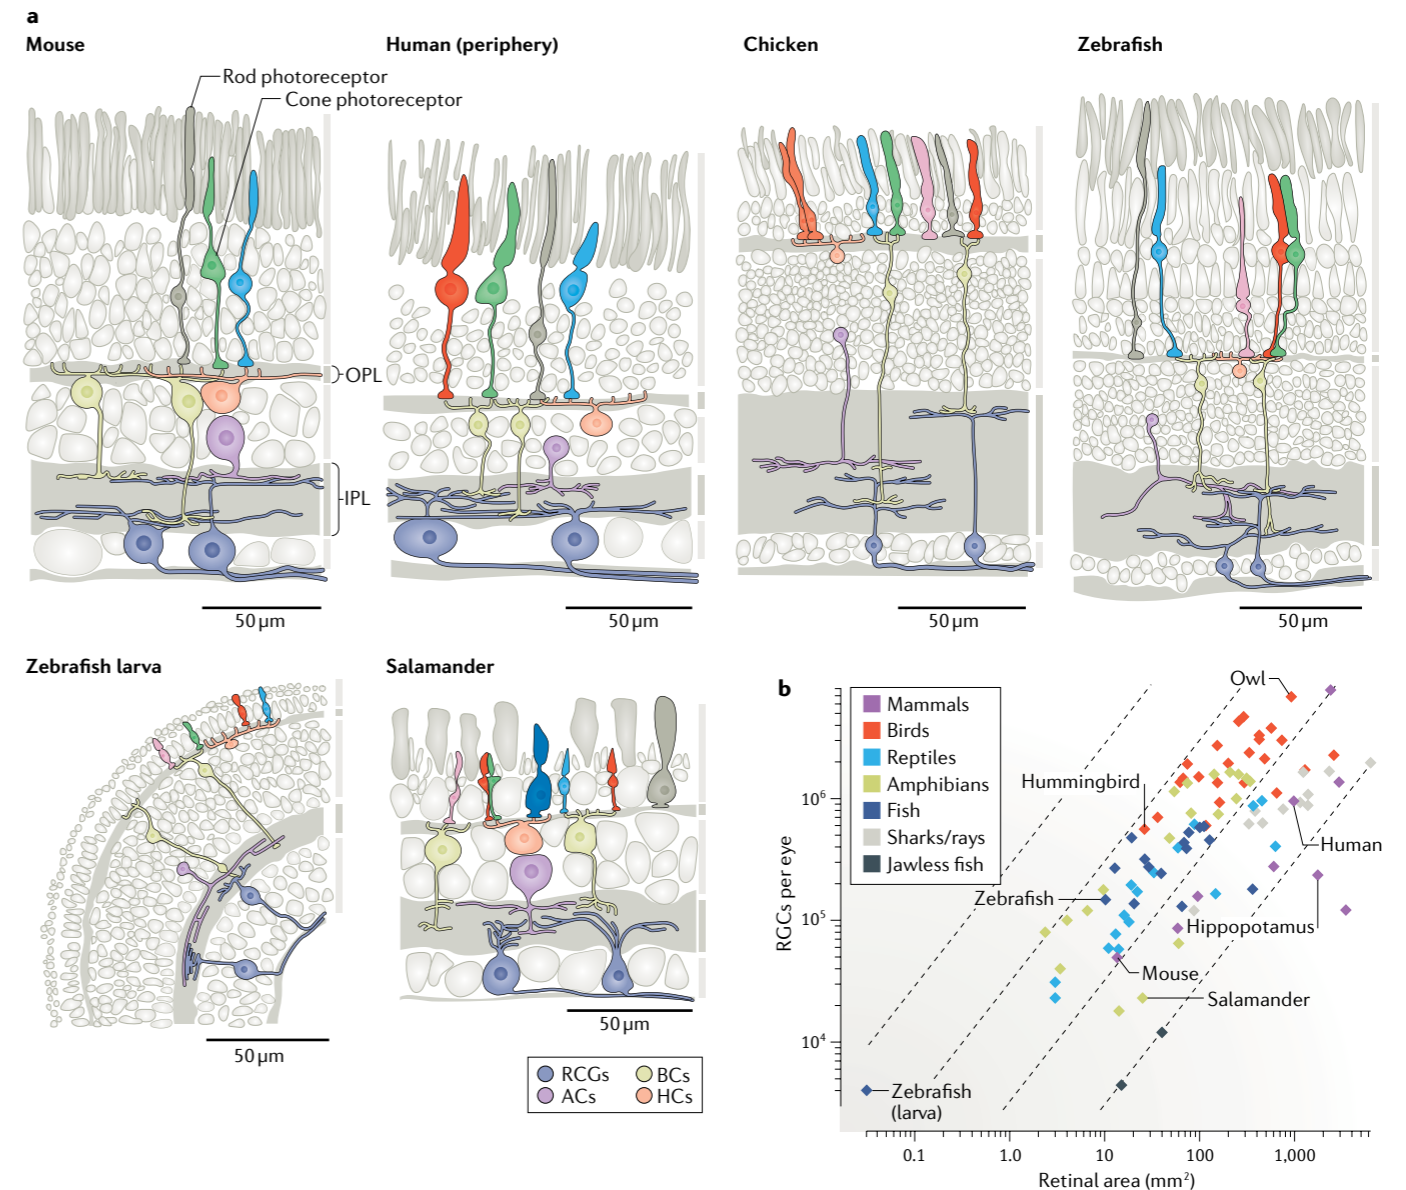 a
Mouse
Human (periphery)
Chicken
Zebrafish
Rod photoreceptor
Cone photoreceptor
OPL
IPL
50 µm
50 µm
50 µm
50 µm
Zebrafish larva
Salamander
50 µm
50 µm
RCGs
BCs
ACs
HCs
b
Mammals
Birds
Reptiles
Amphibians
Fish
Sharks/rays
Jawless fish
Owl
Hummingbird
Human
Zebrafish
Hippopotamus
Mouse
Salamander
Zebrafish
(larva)
RGCs per eye
10⁶
10⁵
10⁴
0.1
1.0
10
100
1,000
Retinal area (mm²)